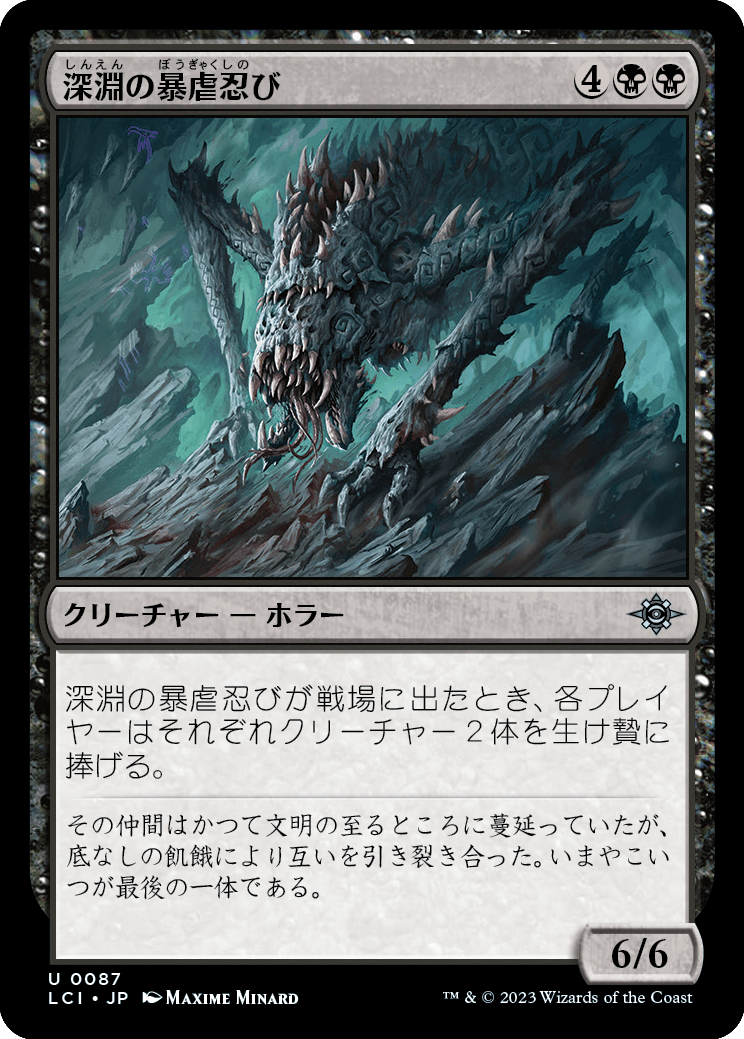 しんえん ぼうぎゃくしの
深淵の暴虐忍び 4
クリーチャー — ホラー
深淵の暴虐忍びが戦場に出たとき、各プレイ
ヤーはそれぞれクリーチャー２体を生け贄に
捧げる。
その仲間はかつて文明の至るところに蔓延っていたが、
底なしの飢餓により互いを引き裂き合った。いまやこい
つが最後の一体である。
6/6
U 0087
LCI • JP MAXIME MINARD
™ & © 2023 Wizards of the Coast